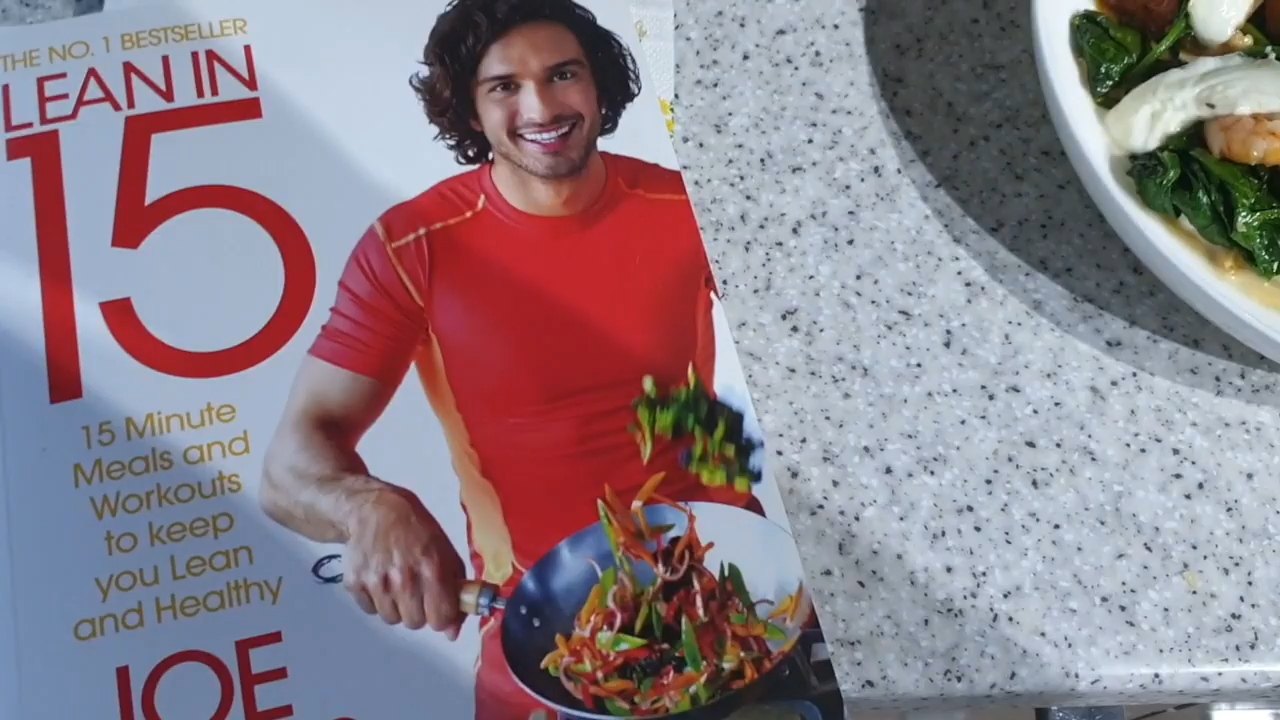 THE NO. 1 BESTSELLER
LEAN IN
15
15 Minute
Meals and
Workouts
to keep
you Lean
and Healthy
JOE